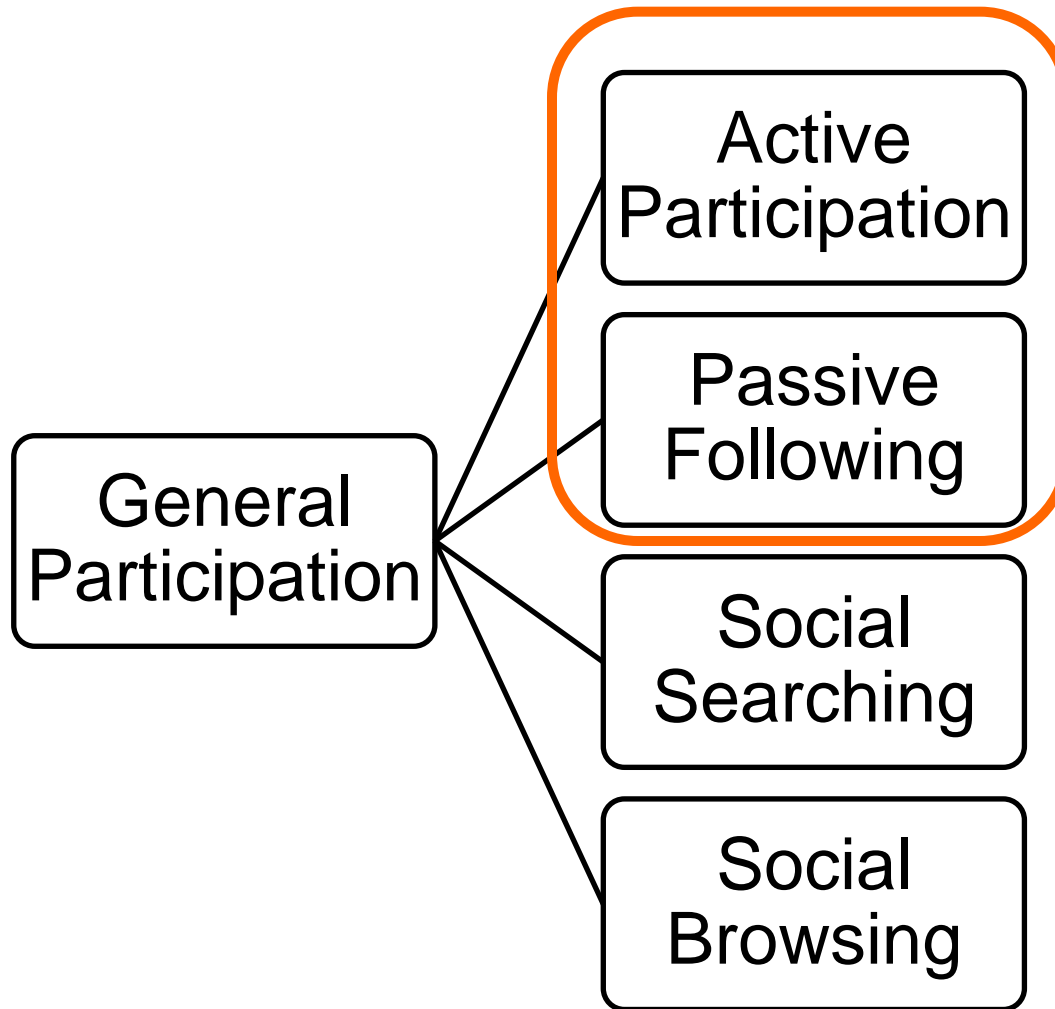 General
Participation
Active
Participation
Passive
Following
Social
Searching
Social
Browsing